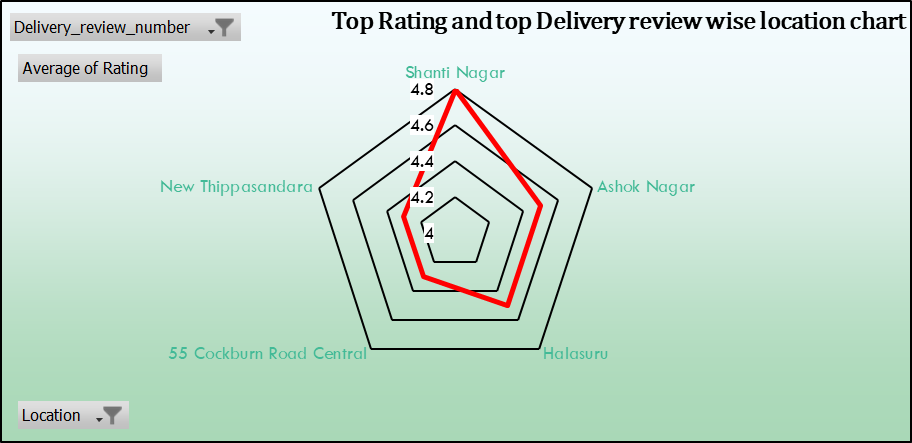 Top Rating and top Delivery review wise location chart
Delivery_review_number
Average of Rating
Shanti Nagar
4.8
4.6
4.4
4.2
4
New Thippasandara
Ashok Nagar
55 Cockburn Road Central
Halasuru
Location